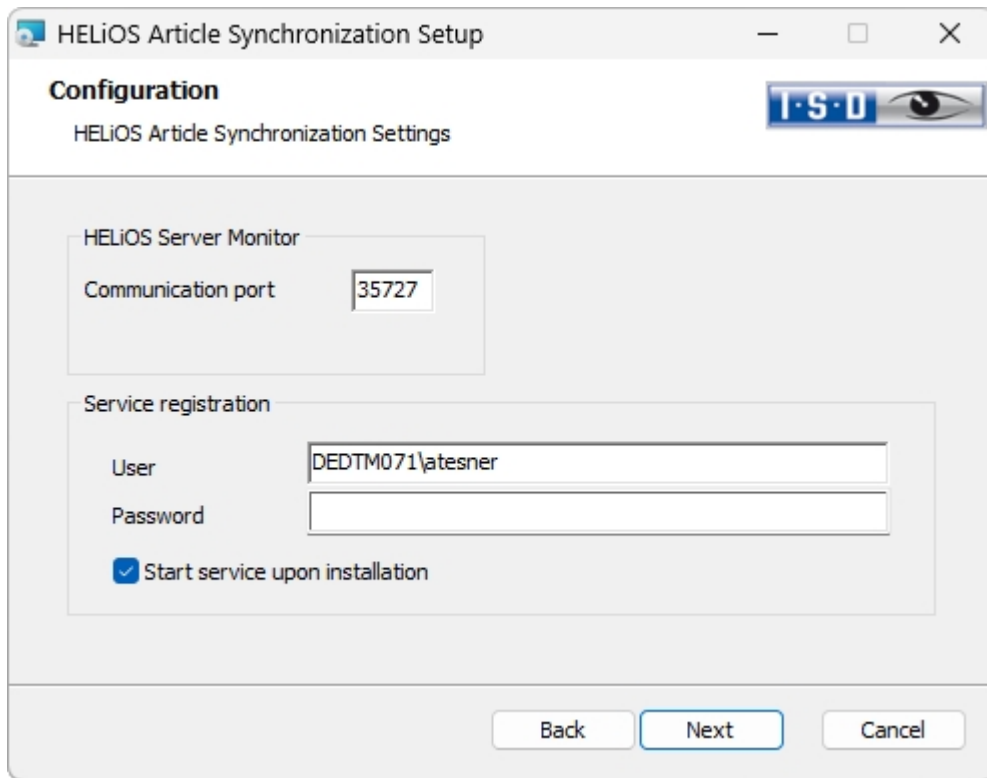 HELiOS Article Synchronization Setup
Configuration
HELiOS Article Synchronization Settings
I·S·D
HELiOS Server Monitor
Communication port 35727
Service registration
User DEDTM071\atesner
Password
Start service upon installation
Back Next Cancel